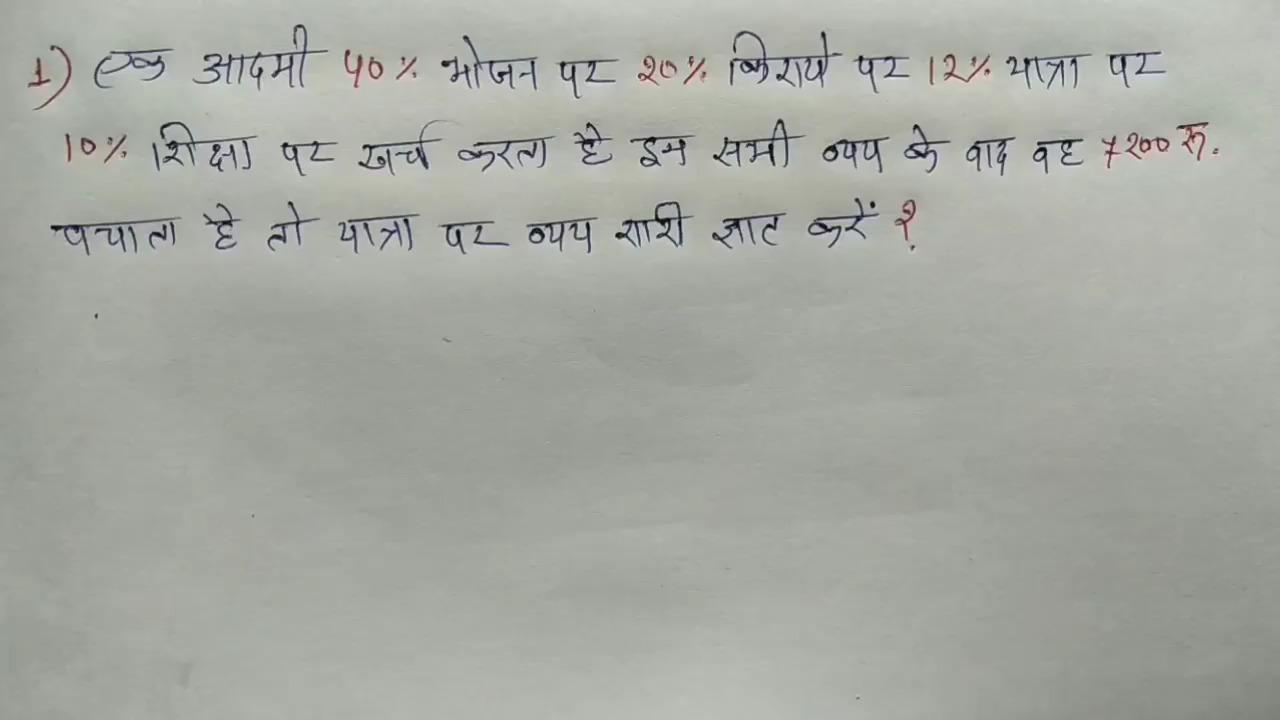 1) एक आदमी 40% भोजन पर 20% किराये पर 12% यात्रा पर
10% शिक्षा पर खर्च करता है इन सभी व्यय के बाद वह 7200 रू.
बचाता है तो यात्रा पर व्यय राशि ज्ञात करें ?